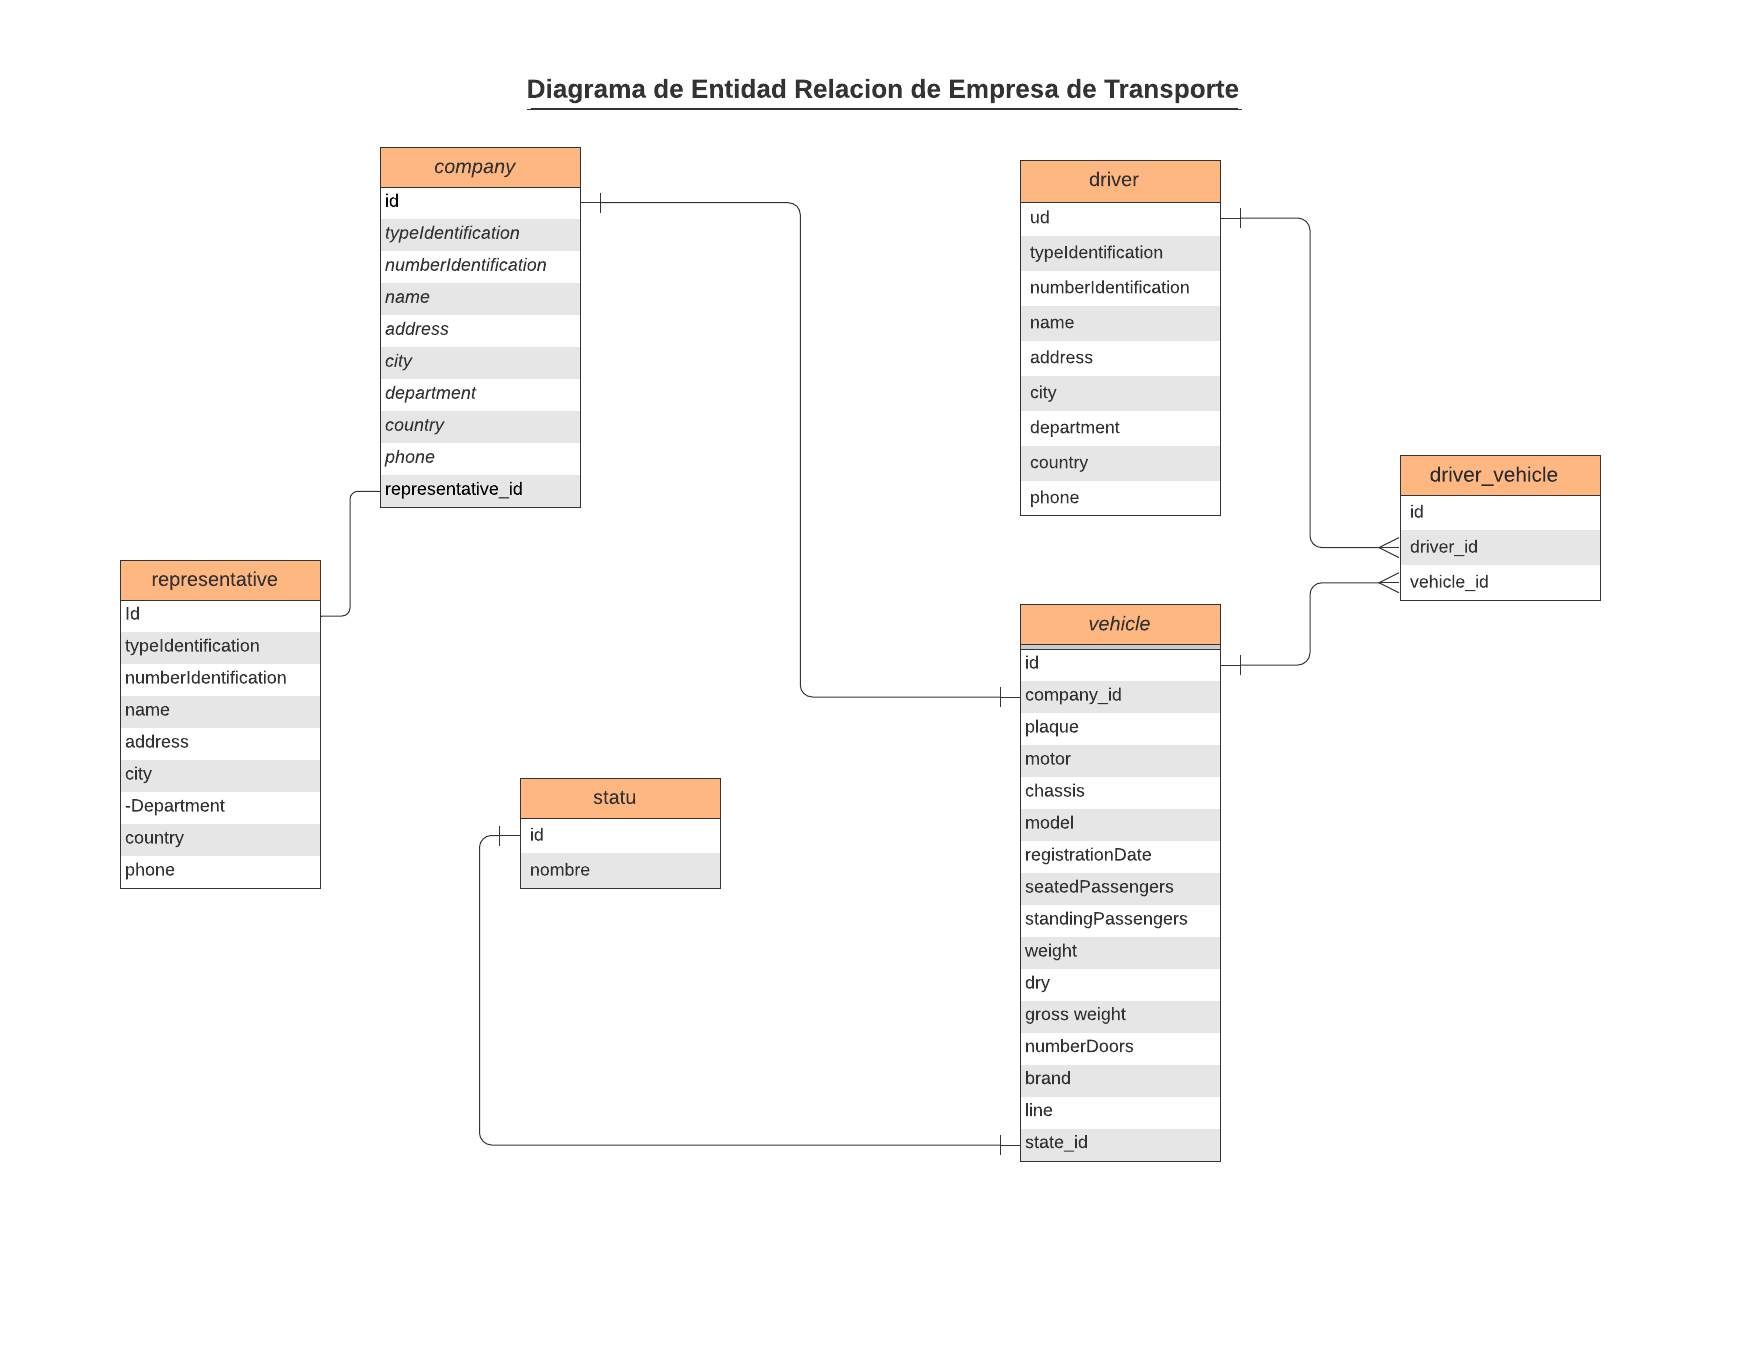 Diagrama de Entidad Relacion de Empresa de Transporte
company
id
typeIdentification
numberIdentification
name
address
city
department
country
phone
representative_id
driver
ud
typeIdentification
numberIdentification
name
address
city
department
country
phone
driver_vehicle
id
driver_id
vehicle_id
representative
Id
typeIdentification
numberIdentification
name
address
city
-Department
country
phone
vehicle
id
company_id
plaque
motor
chassis
model
registrationDate
seatedPassengers
standingPassengers
weight
dry
gross weight
numberDoors
brand
line
state_id
statu
id
nombre